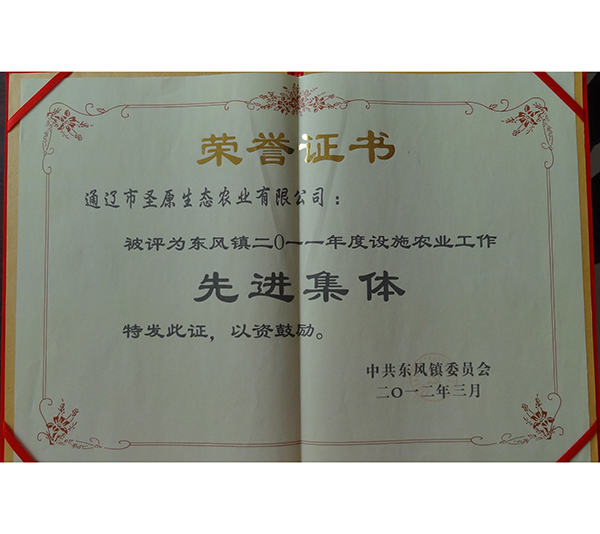 荣誉证书
通辽市圣原生态农业有限公司：
被评为东风镇二0一一年度设施农业工作
先进集体
特发此证，以资鼓励。
中共东风镇委员会
二〇一二年三月